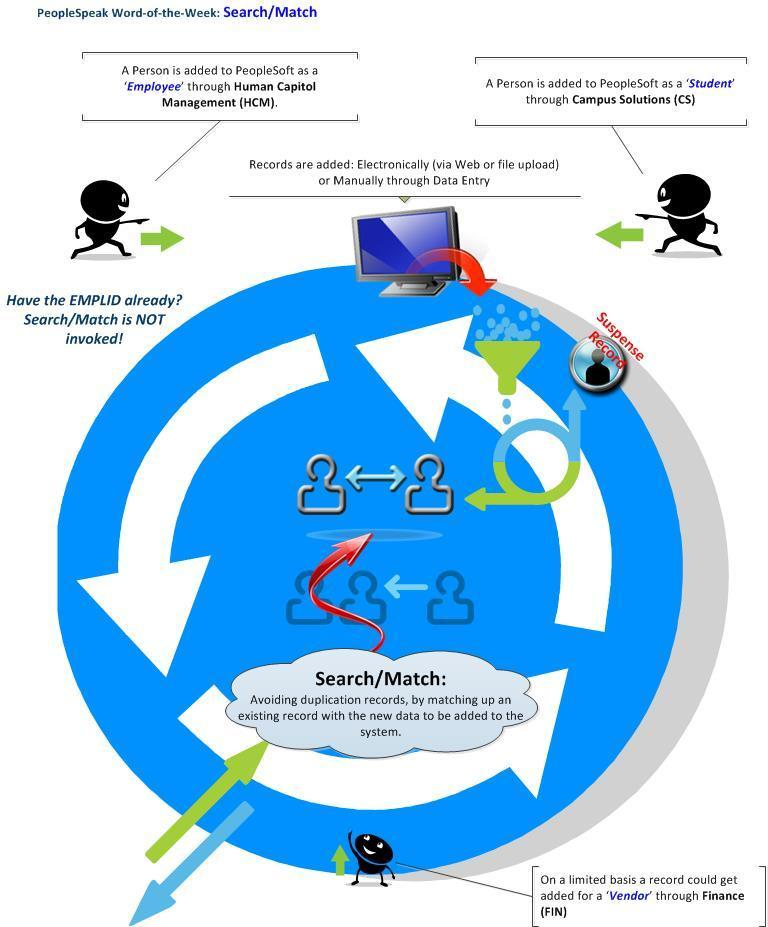 PeopleSpeak Word-of-the-Week: Search/Match
A Person is added to PeopleSoft as a
'Employee' through Human Capitol
Management (HCM).
A Person is added to PeopleSoft as a 'Student'
through Campus Solutions (CS)
Records are added: Electronically (via Web or file upload)
or Manually through Data Entry
Have the EMPLID already?
Search/Match is NOT
invoked!
Suspense
Record
Search/Match:
Avoiding duplication records, by matching up an
existing record with the new data to be added to the
system.
On a limited basis a record could get
added for a 'Vendor' through Finance
(FIN)